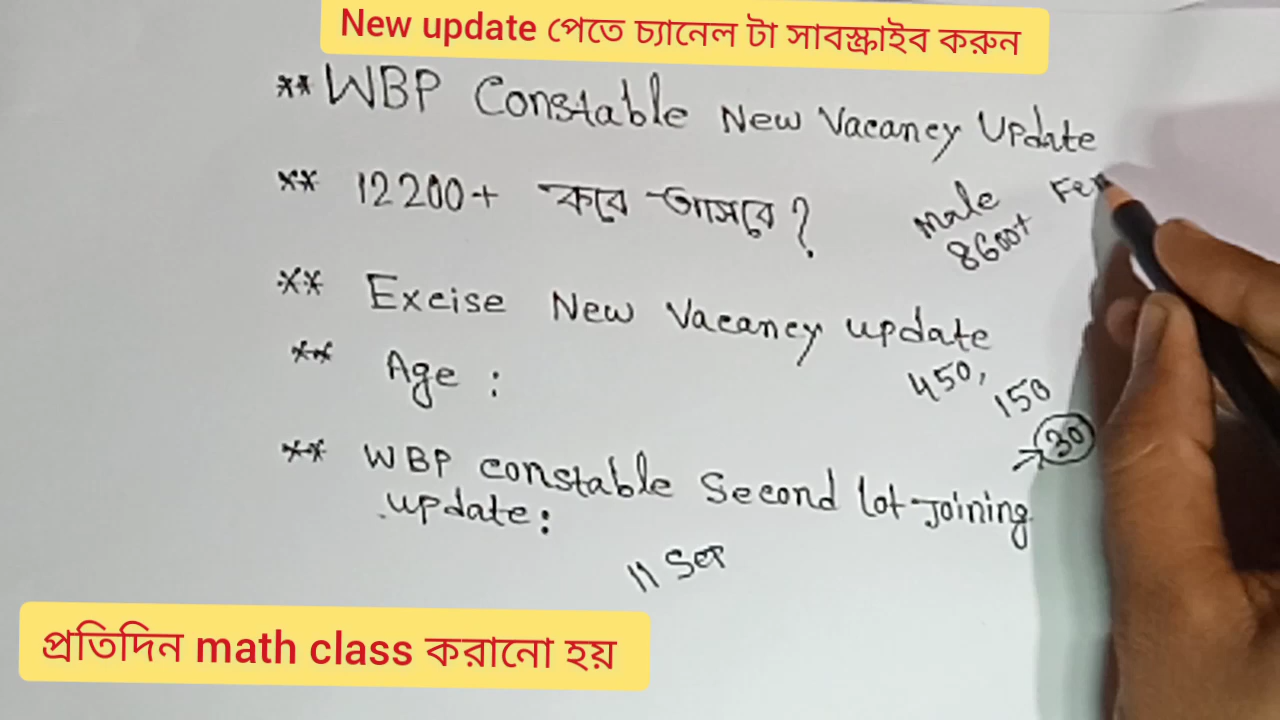 New update পেতে চ্যানেল টা সাবস্ক্রাইব করুন
** WBP Constable New Vacancy Update
** 12200+ কবে আসবে ?
male Fem
8600+
** Excise New Vacancy update
450, 150
** Age :
→ 30
** WBP constable Second lot Joining
update :
11 Sep
প্রতিদিন math class করানো হয়